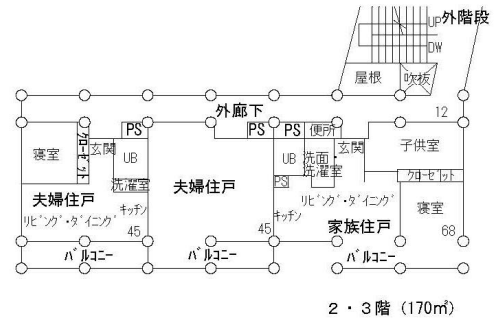 外階段
UP
DW
屋根
吹抜
外廊下
12
PS
PS
PS
便所
寝室
クローゼット
玄関
UB
洗濯室
UB
洗面・
洗濯室
玄関
子供室
PS
クローゼット
夫婦住戸
夫婦住戸
リビング・ダイニング
キッチン
45
キッチン
45
リビング・ダイニング
家族住戸
寝室
68
バルコニー
バルコニー
バルコニー
2・3階 (170㎡)